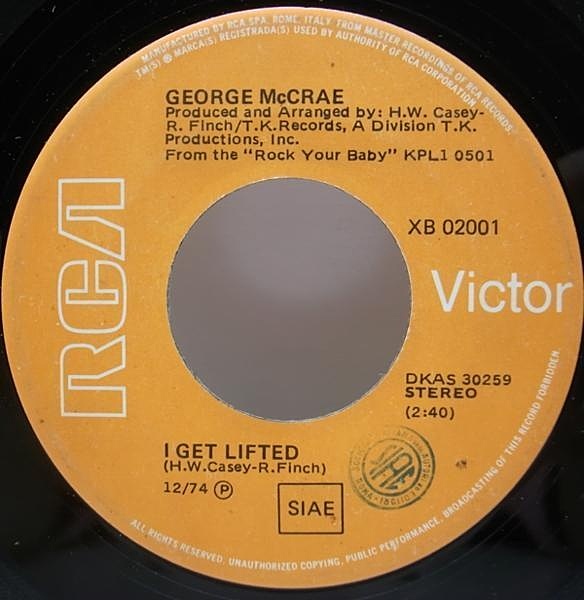 MANUFACTURED BY RCA SPA, ROME, ITALY FROM MASTER RECORDINGS OF RCA RECORDS.
TM(S) ® MARCA(S) REGISTRADA(S) USED BY AUTHORITY OF RCA CORPORATION
GEORGE McCRAE
Produced and Arranged by: H.W. Casey-
R. Finch/T.K.Records, A Division T.K.
Productions, Inc.
From the "Rock Your Baby" KPL1 0501
RCA
XB 02001
Victor
DKAS 30259
STEREO
(2:40)
I GET LIFTED
(H.W.Casey-R.Finch)
12/74 Ⓟ
SIAE
ALL RIGHTS RESERVED. UNAUTHORIZED COPYING, PUBLIC PERFORMANCE, BROADCASTING OF THIS RECORD FORBIDDEN.